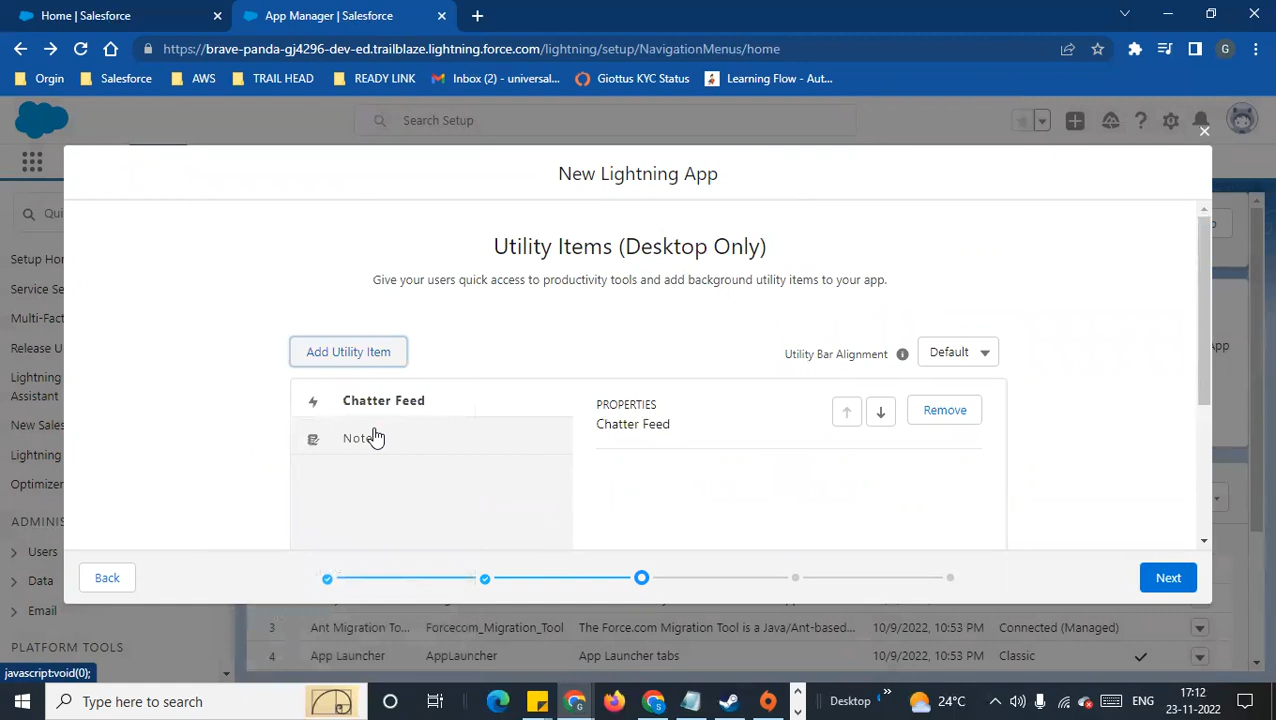 Home | Salesforce
App Manager | Salesforce
https://brave-panda-gj4296-dev-ed.trailblaze.lightning.force.com/lightning/setup/NavigationMenus/home
G
Orgin
Salesforce
AWS
TRAIL HEAD
READY LINK
Inbox (2) - universal...
Giottus KYC Status
Learning Flow - Aut...
Search Setup
New Lightning App
Utility Items (Desktop Only)
Give your users quick access to productivity tools and add background utility items to your app.
Add Utility Item
Utility Bar Alignment
Default
Chatter Feed
PROPERTIES
Chatter Feed
Remove
Setup Ho
Service Se
Multi-Fact
Release U
Lightning
Assistant
New Sales
Lightning
Optimizer
ADMINIS
Users
Data
Email
PLATFORM TOOLS
Back
Next
3 Ant Migration To... Forcecom_Migration_Tool The Force.com Migration Tool is a Java/Ant-based... 10/9/2022, 10:53 PM Connected (Managed)
4 App Launcher AppLauncher App Launcher tabs 10/9/2022, 10:53 PM Classic
javascript:void(0);
Type here to search
Desktop
24°C
ENG
17:12
23-11-2022